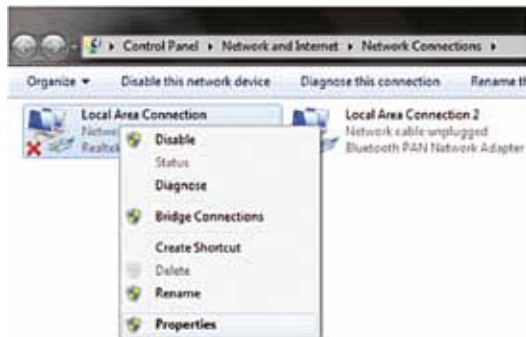 Control Panel ▸ Network and Internet ▸ Network Connections ▸
Organize ▾ Disable this network device Diagnose this connection Rename
Local Area Connection
Local Area Connection 2
Network cable unplugged
Bluetooth PAN Network Adapter
Disable
Status
Diagnose
Bridge Connections
Create Shortcut
Delete
Rename
Properties